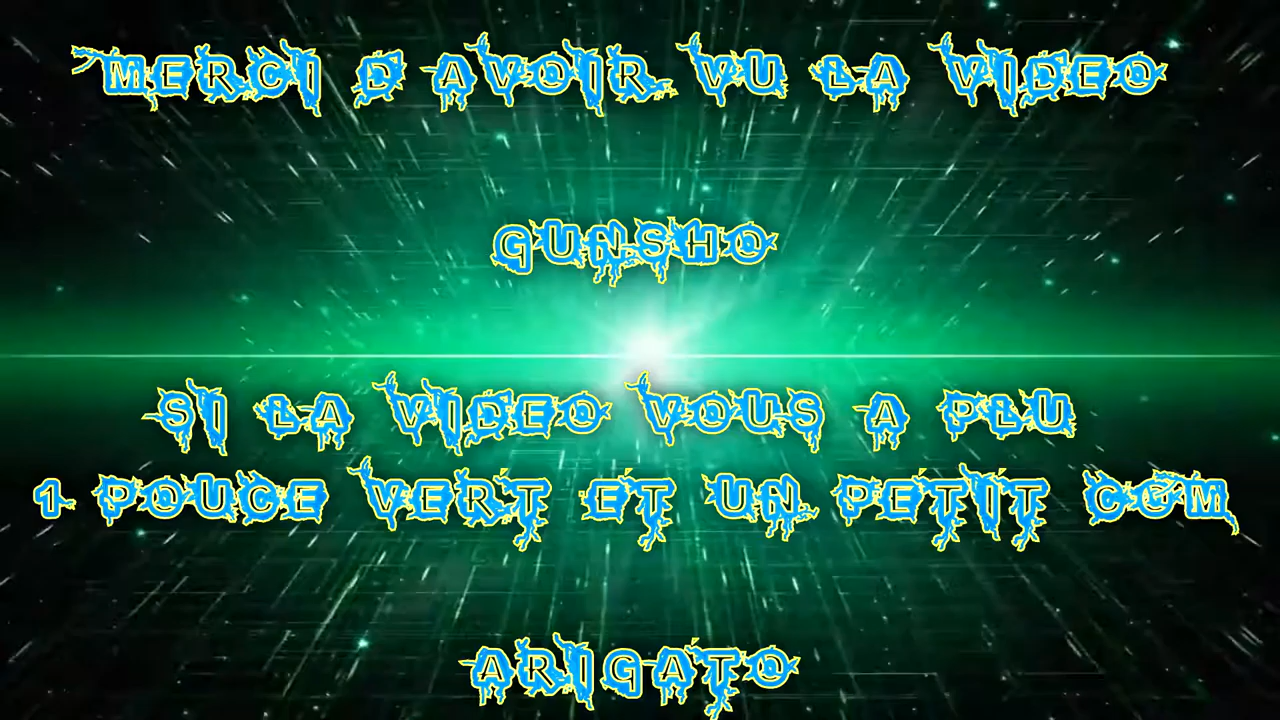 MERCI D AVOIR VU LA VIDEO
GUNSHO
SI LA VIDEO VOUS A PLU
1 POUCE VERT ET UN PETIT COM
ARIGATO